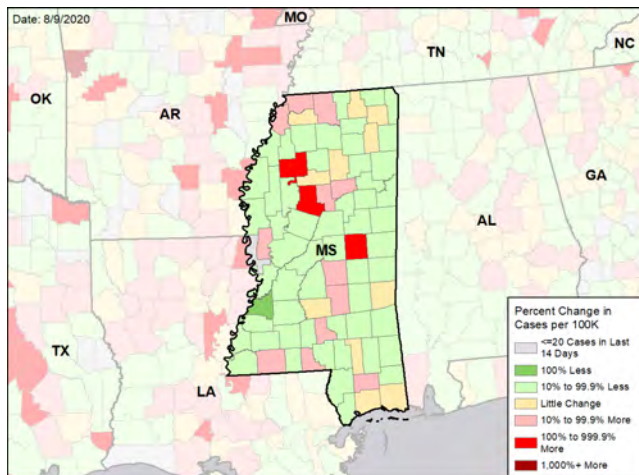 Date: 8/9/2020
MO
TN
NC
OK
AR
GA
AL
MS
TX
LA
Percent Change in
Cases per 100K
<=20 Cases in Last
14 Days
100% Less
10% to 99.9% Less
Little Change
10% to 99.9% More
100% to 999.9%
More
1,000%+ More